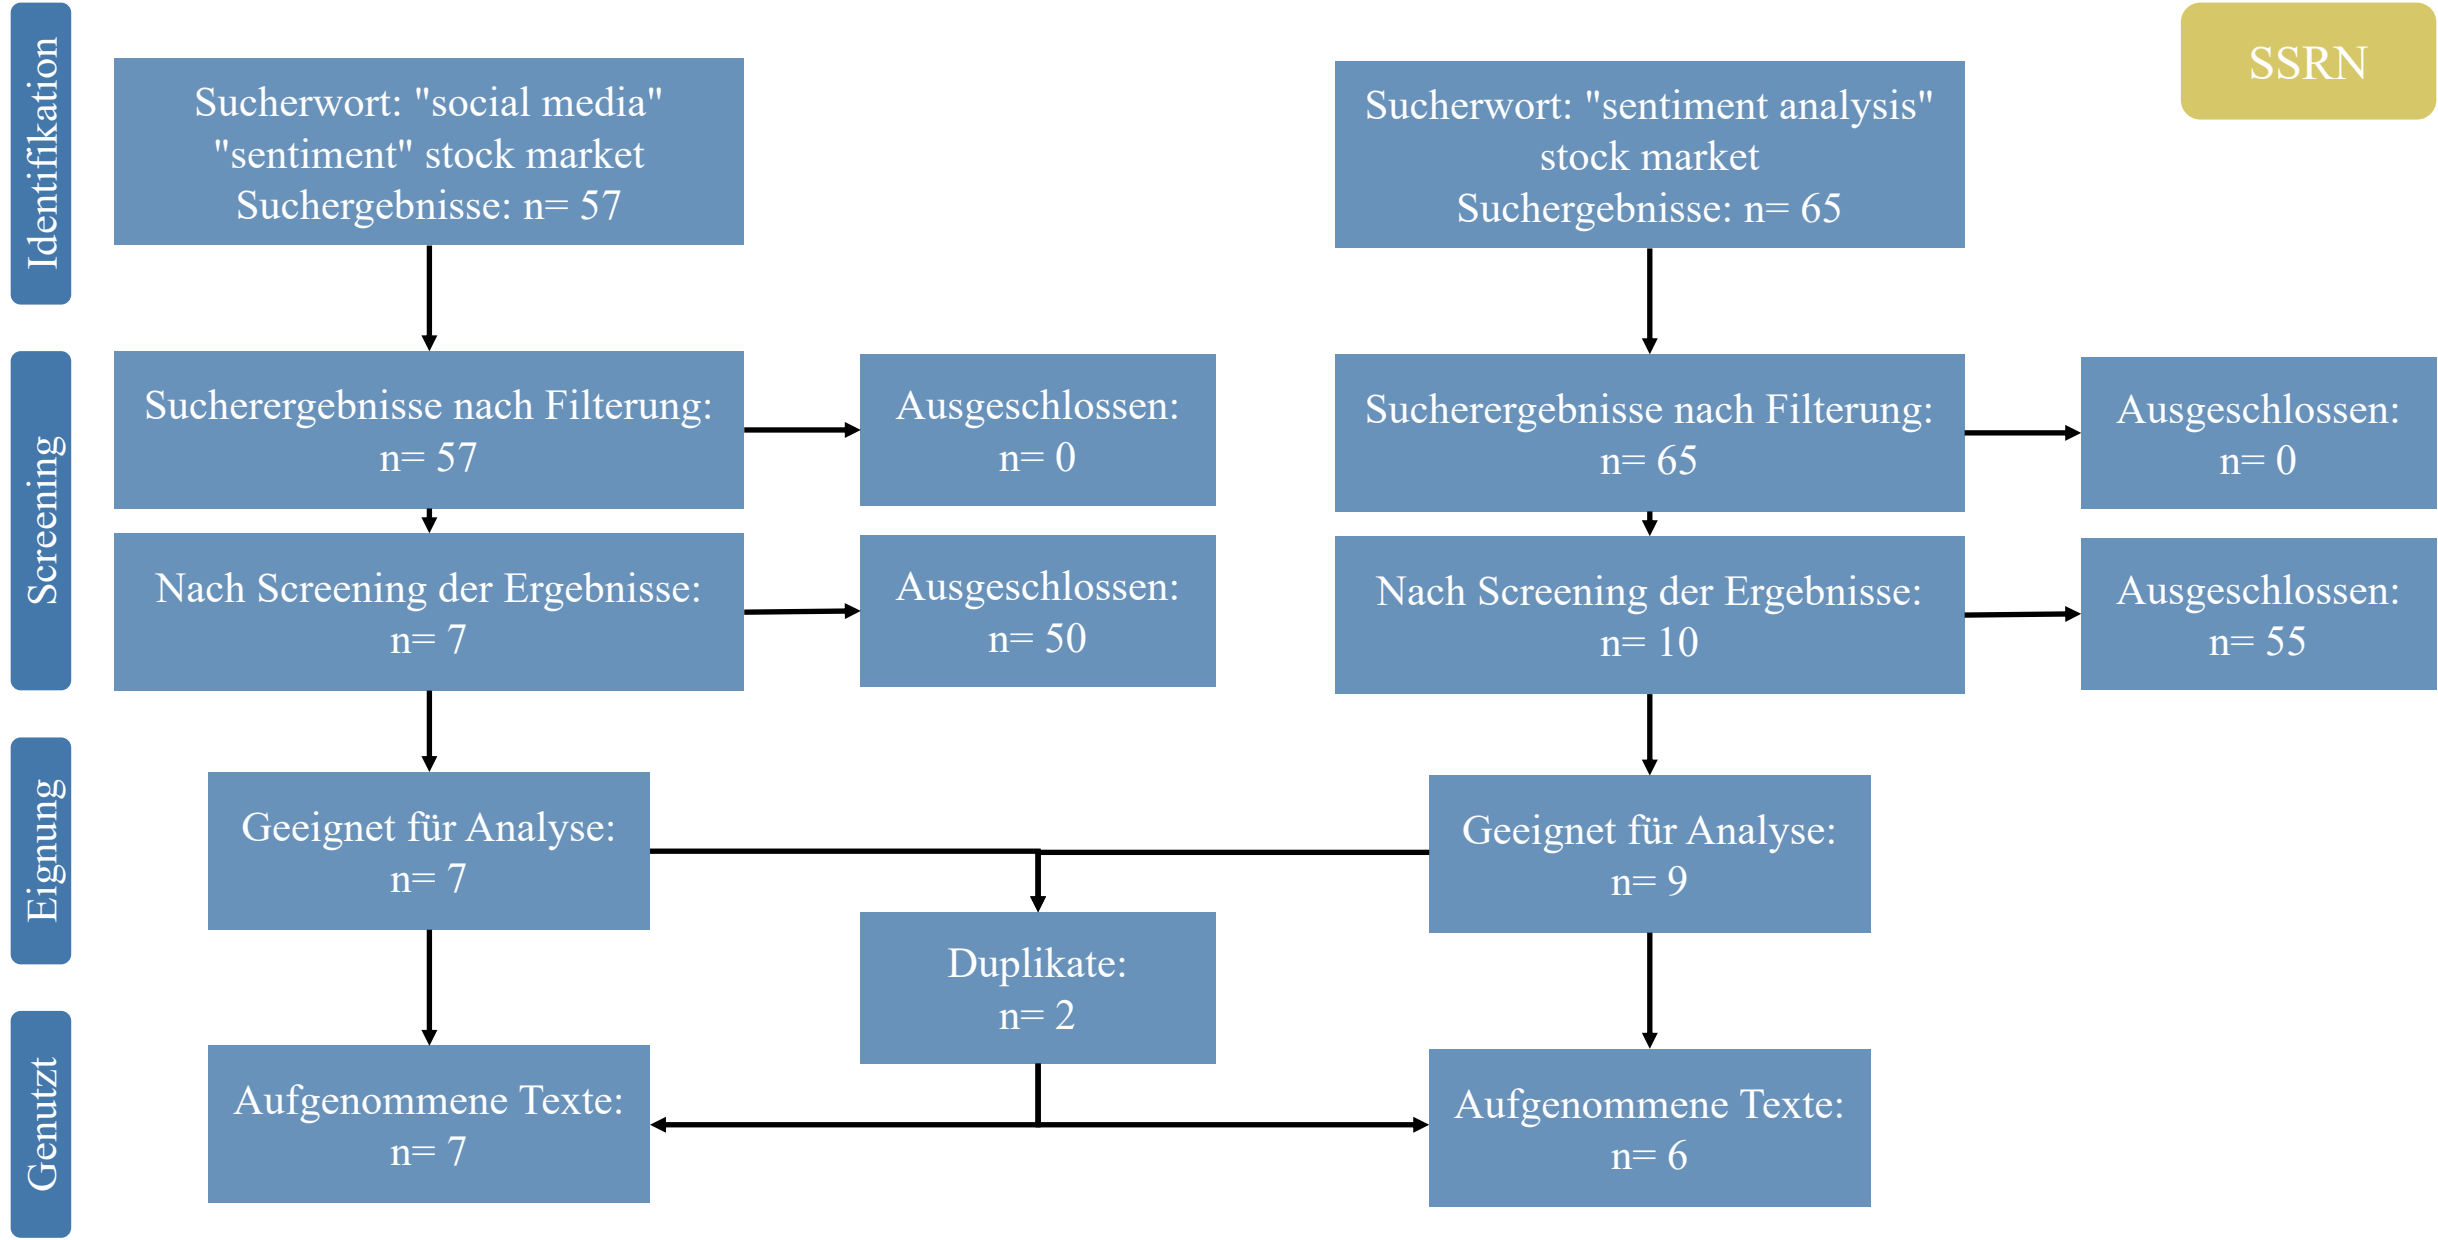 Identifikation
Sucherwort: "social media"
"sentiment" stock market
Suchergebnisse: n= 57
Sucherwort: "sentiment analysis"
stock market
Suchergebnisse: n= 65
SSRN
Screening
Sucherergebnisse nach Filterung:
n= 57
Ausgeschlossen:
n= 0
Sucherergebnisse nach Filterung:
n= 65
Ausgeschlossen:
n= 0
Nach Screening der Ergebnisse:
n= 7
Ausgeschlossen:
n= 50
Nach Screening der Ergebnisse:
n= 10
Ausgeschlossen:
n= 55
Eignung
Geeignet für Analyse:
n= 7
Geeignet für Analyse:
n= 9
Duplikate:
n= 2
Genutzt
Aufgenommene Texte:
n= 7
Aufgenommene Texte:
n= 6